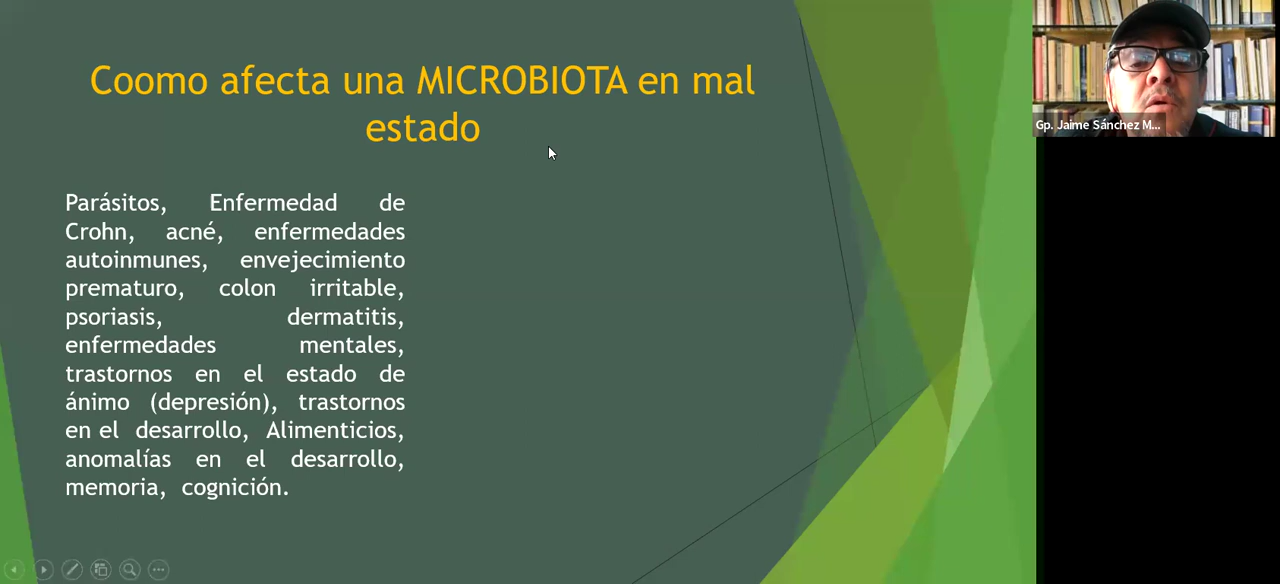 Coomo afecta una MICROBIOTA en mal
estado
Parásitos, Enfermedad de
Crohn, acné, enfermedades
autoinmunes, envejecimiento
prematuro, colon irritable,
psoriasis, dermatitis,
enfermedades mentales,
trastornos en el estado de
ánimo (depresión), trastornos
en el desarrollo, Alimenticios,
anomalías en el desarrollo,
memoria, cognición.
Gp. Jaime Sánchez M...